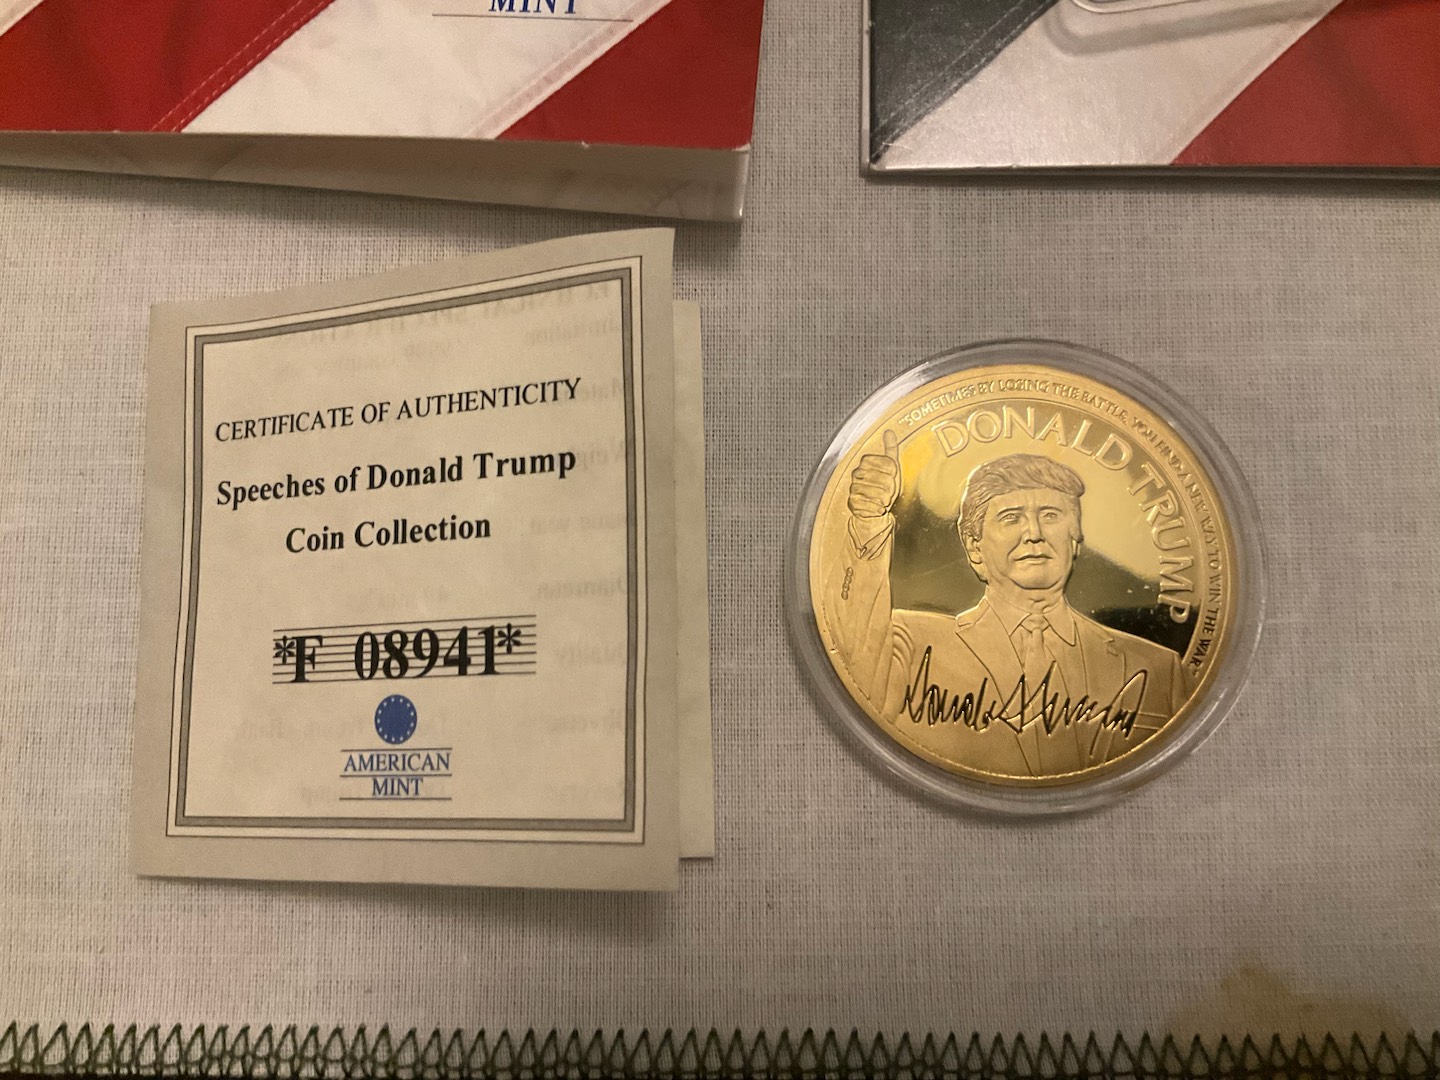 MINT
CERTIFICATE OF AUTHENTICITY
Speeches of Donald Trump
Coin Collection
*F 08941*
AMERICAN
MINT
"SOMETIMES BY LOSING THE BATTLE, YOU FIND A NEW WAY TO WIN THE WAR"
DONALD TRUMP